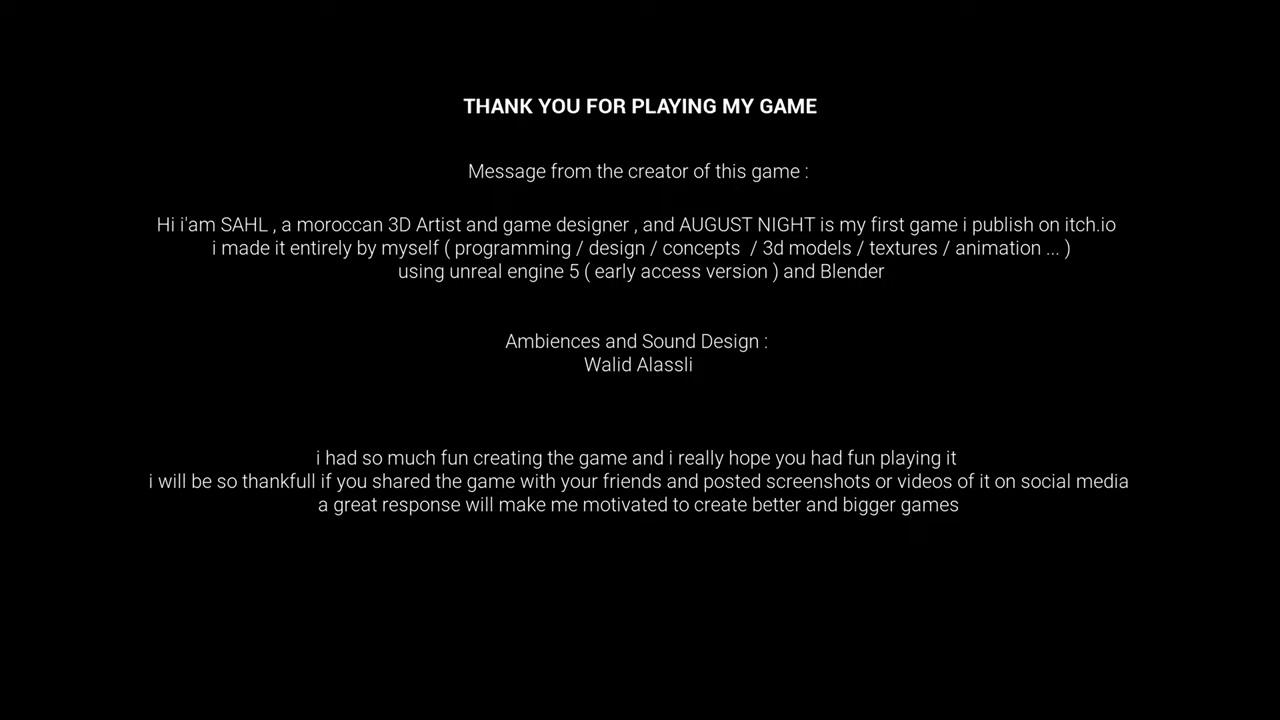 THANK YOU FOR PLAYING MY GAME
Message from the creator of this game :
Hi i'am SAHL , a moroccan 3D Artist and game designer , and AUGUST NIGHT is my first game i publish on itch.io
i made it entirely by myself ( programming / design / concepts  / 3d models / textures / animation ... )
using unreal engine 5 ( early access version ) and Blender
Ambiences and Sound Design :
Walid Alassli
i had so much fun creating the game and i really hope you had fun playing it
i will be so thankfull if you shared the game with your friends and posted screenshots or videos of it on social media
a great response will make me motivated to create better and bigger games